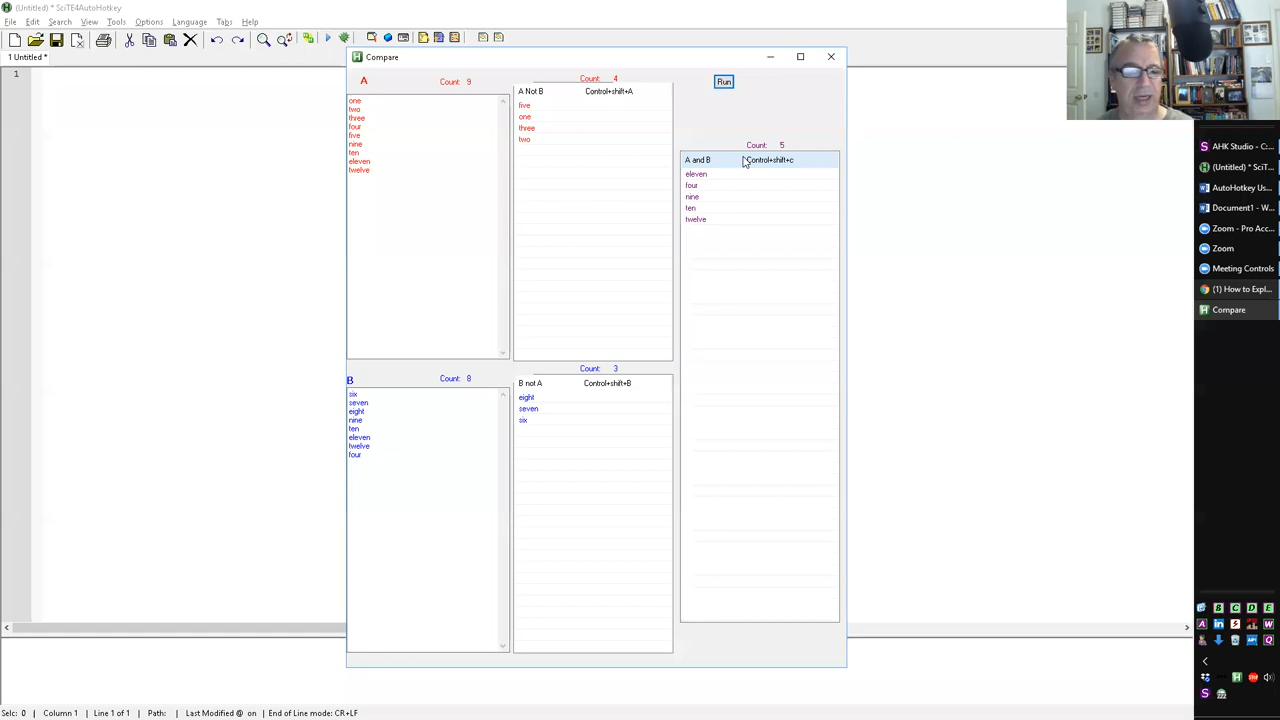 (Untitled) * SciTE4AutoHotkey
File Edit Search View Tools Options Language Tabs Help
1 Untitled *
1
Compare
A Count: 9
one
two
three
four
five
nine
ten
eleven
twelve
Count: 4
A Not B Control+shift+A
five
one
three
two
Run
Count: 5
A and B Control+shift+c
eleven
four
nine
ten
twelve
B Count: 8
six
seven
eight
nine
ten
eleven
twelve
four
Count: 3
B not A Control+shift+B
eight
seven
six
AHK Studio - C:...
(Untitled) * SciT...
AutoHotkey Us...
Document1 - W...
Zoom - Pro Acc...
Zoom
Meeting Controls
(1) How to Expl...
Compare
Selc: 0 Column 1 Line 1 of 1 Path: Last Modified @ on End of Line mode: CR+LF